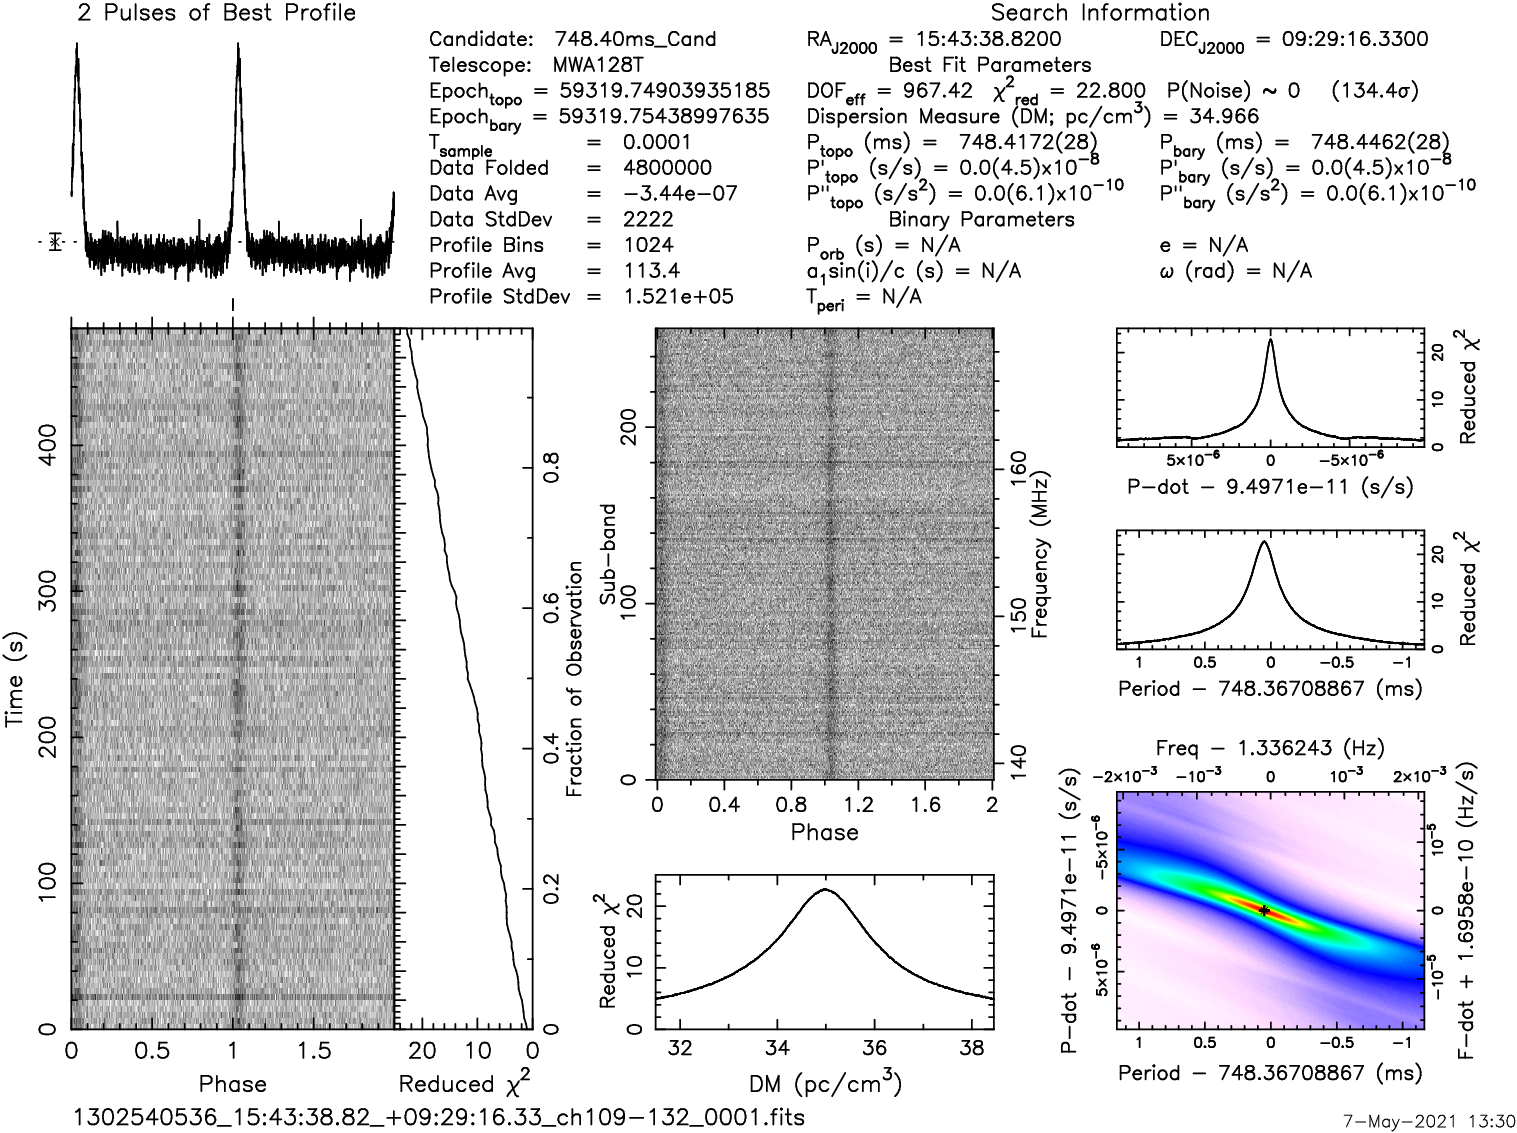 2 Pulses of Best Profile
Search Information
Candidate: 748.40ms_Cand
Telescope: MWA128T
Epoch_topo = 59319.74903935185
Epoch_bary = 59319.75438997635
T_sample = 0.0001
Data Folded = 4800000
Data Avg = −3.44e−07
Data StdDev = 2222
Profile Bins = 1024
Profile Avg = 113.4
Profile StdDev = 1.521e+05
RA_J2000 = 15:43:38.8200 DEC_J2000 = 09:29:16.3300
Best Fit Parameters
DOF_eff = 967.42 χ²_red = 22.800 P(Noise) ~ 0 (134.4σ)
Dispersion Measure (DM; pc/cm³) = 34.966
P_topo (ms) = 748.4172(28) P_bary (ms) = 748.4462(28)
P'_topo (s/s) = 0.0(4.5)x10⁻⁸ P'_bary (s/s) = 0.0(4.5)x10⁻⁸
P''_topo (s/s²) = 0.0(6.1)x10⁻¹⁰ P''_bary (s/s²) = 0.0(6.1)x10⁻¹⁰
Binary Parameters
P_orb (s) = N/A e = N/A
a₁sin(i)/c (s) = N/A ω (rad) = N/A
T_peri = N/A
Time (s)
0 100 200 300 400
0 0.5 1 1.5
Phase
20 10 0
Reduced χ²
0 0.2 0.4 0.6 0.8
Fraction of Observation
Sub−band
0 100 200
0 0.4 0.8 1.2 1.6 2
Phase
140 150 160
Frequency (MHz)
Reduced χ²
0 10 20
32 34 36 38
DM (pc/cm³)
0 10 20
Reduced χ²
5×10⁻⁶ 0 −5×10⁻⁶
P−dot − 9.4971e−11 (s/s)
0 10 20
Reduced χ²
1 0.5 0 −0.5 −1
Period − 748.36708867 (ms)
Freq − 1.336243 (Hz)
−2×10⁻³ −10⁻³ 0 10⁻³ 2×10⁻³
P−dot − 9.4971e−11 (s/s)
5×10⁻⁶ 0 −5×10⁻⁶
−10⁻⁵ 0 10⁻⁵
F−dot + 1.6958e−10 (Hz/s)
1 0.5 0 −0.5 −1
Period − 748.36708867 (ms)
1302540536_15:43:38.82_+09:29:16.33_ch109−132_0001.fits
7−May−2021 13:30